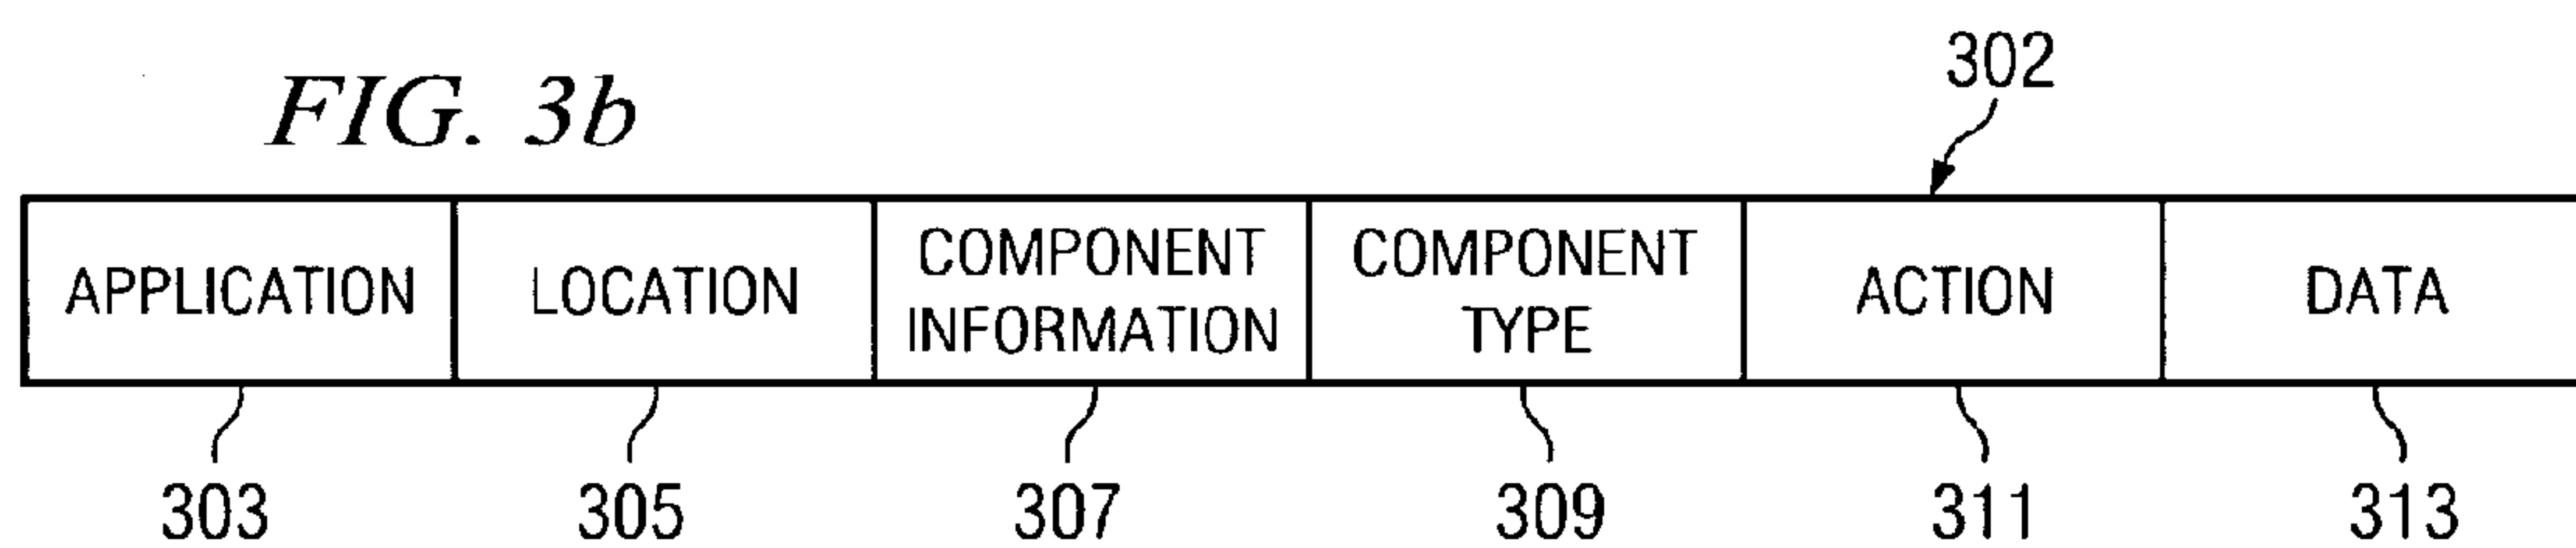 FIG. 3b
302
APPLICATION
LOCATION
COMPONENT
INFORMATION
COMPONENT
TYPE
ACTION
DATA
303
305
307
309
311
313